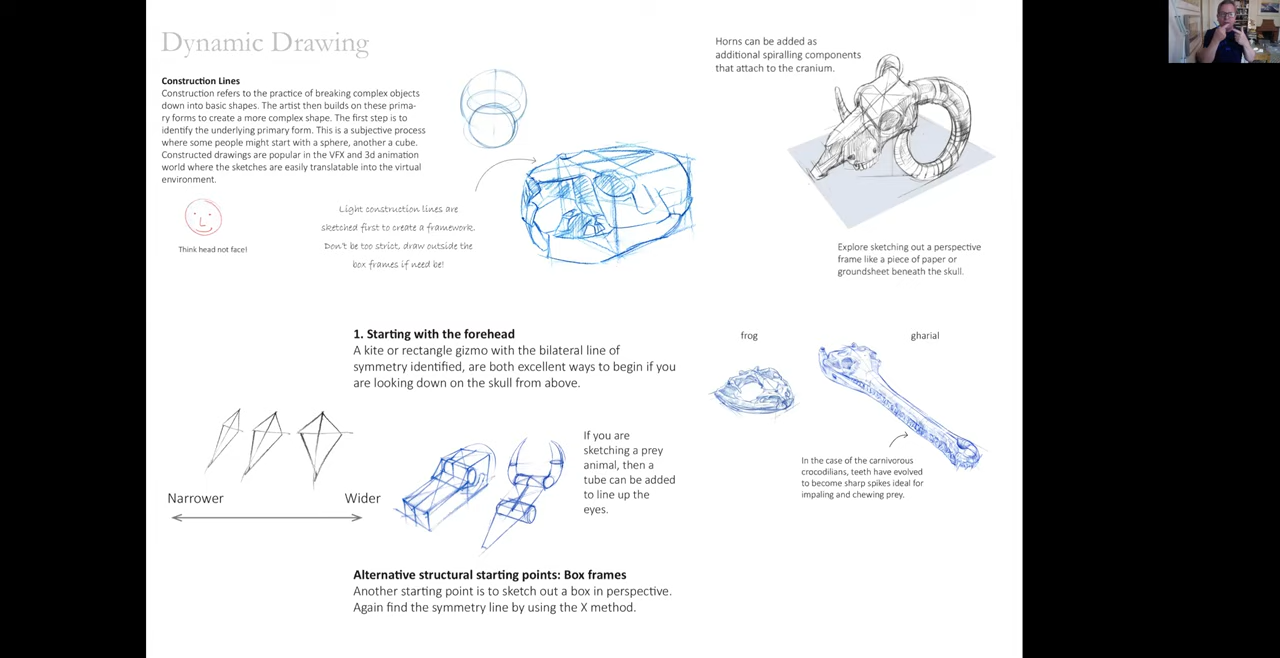 Dynamic Drawing
Construction Lines
Construction refers to the practice of breaking complex objects
down into basic shapes. The artist then builds on these prima-
ry forms to create a more complex shape. The first step is to
identify the underlying primary form. This is a subjective process
where some people might start with a sphere, another a cube.
Constructed drawings are popular in the VFX and 3d animation
world where the sketches are easily translatable into the virtual
environment.
Think head not face!
Light construction lines are
sketched first to create a framework.
Don't be too strict, draw outside the
box frames if need be!
Horns can be added as
additional spiralling components
that attach to the cranium.
Explore sketching out a perspective
frame like a piece of paper or
groundsheet beneath the skull.
1. Starting with the forehead
A kite or rectangle gizmo with the bilateral line of
symmetry identified, are both excellent ways to begin if you
are looking down on the skull from above.
frog
gharial
Narrower
Wider
If you are
sketching a prey
animal, then a
tube can be added
to line up the
eyes.
In the case of the carnivorous
crocodilians, teeth have evolved
to become sharp spikes ideal for
impaling and chewing prey.
Alternative structural starting points: Box frames
Another starting point is to sketch out a box in perspective.
Again find the symmetry line by using the X method.